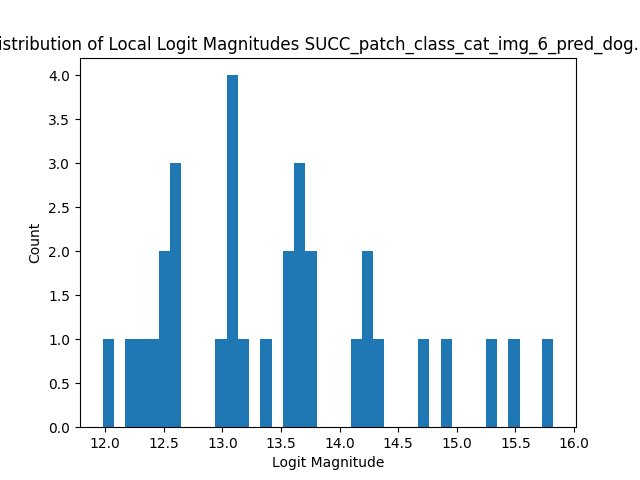 istribution of Local Logit Magnitudes SUCC_patch_class_cat_img_6_pred_dog.
4.0
3.5
3.0
2.5
2.0
1.5
1.0
0.5
0.0
Count
12.0 12.5 13.0 13.5 14.0 14.5 15.0 15.5 16.0
Logit Magnitude